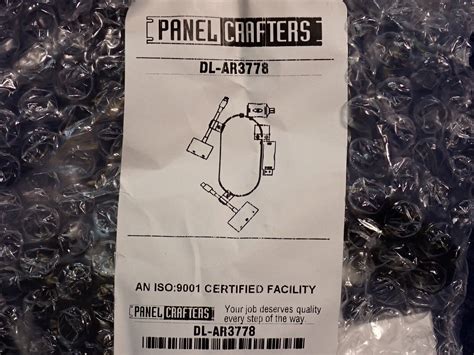 PANEL CRAFTERS
DL-AR3778
AN ISO:9001 CERTIFIED FACILITY
PANEL CRAFTERS Your job deserves quality
every step of the way.
DL-AR3778